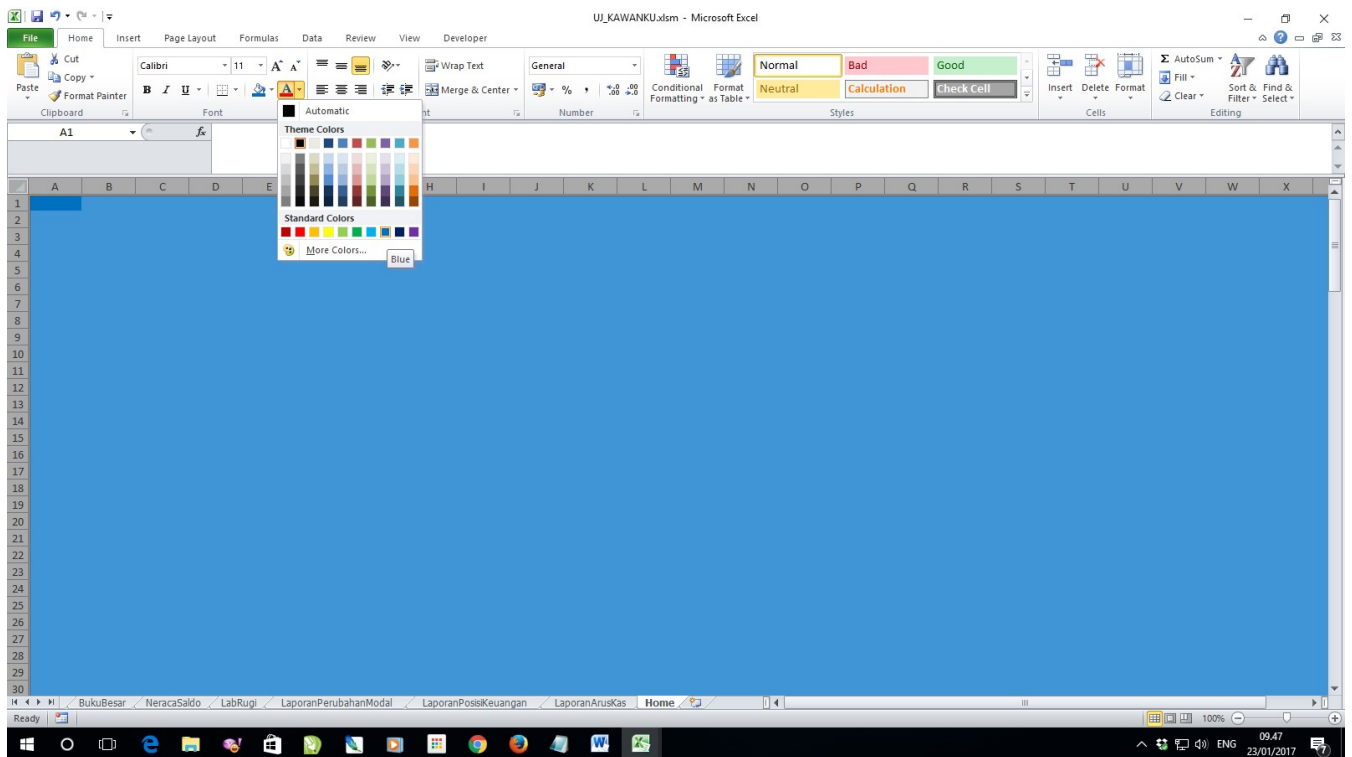 UJ_KAWANKU.xlsm - Microsoft Excel
File Home Insert Page Layout Formulas Data Review View Developer
Paste
Cut
Copy
Format Painter
Clipboard
Calibri 11
B I U
Font
Wrap Text
Merge & Center
nt
General
% ,
Number
Conditional Formatting
Format as Table
Normal Bad Good
Neutral Calculation Check Cell
Styles
Insert Delete Format
Cells
Σ AutoSum
Fill
Clear
Sort & Filter
Find & Select
Editing
Automatic
Theme Colors
Standard Colors
More Colors...
Blue
A1 fx
A B C D E H I J K L M N O P Q R S T U V W X
1
2
3
4
5
6
7
8
9
10
11
12
13
14
15
16
17
18
19
20
21
22
23
24
25
26
27
28
29
30
BukuBesar NeracaSaldo LabRugi LaporanPerubahanModal LaporanPosisiKeuangan LaporanArusKas Home
Ready 100%
ENG 09.47
23/01/2017